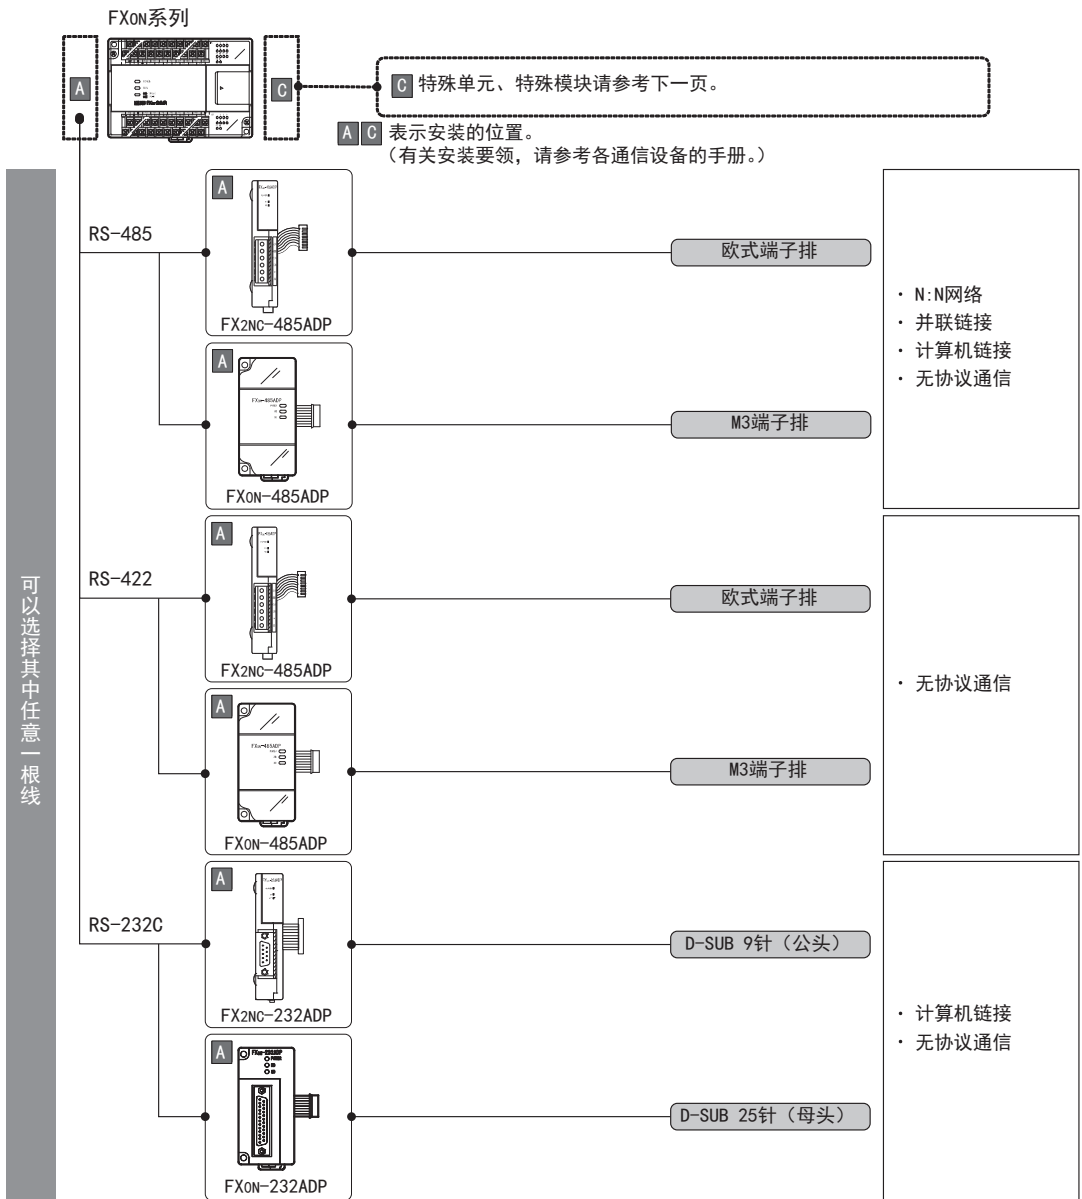 FX0N系列
A
C
C 特殊单元、特殊模块请参考下一页。
A C 表示安装的位置。
(有关安装要领，请参考各通信设备的手册。)
可以选择其中任意一根线
RS-485
A
FX2NC-485ADP
欧式端子排
A
FX0N-485ADP
M3端子排
· N:N网络
· 并联链接
· 计算机链接
· 无协议通信
RS-422
A
FX2NC-485ADP
欧式端子排
A
FX0N-485ADP
M3端子排
· 无协议通信
RS-232C
A
FX2NC-232ADP
D-SUB 9针（公头）
A
FX0N-232ADP
D-SUB 25针（母头）
· 计算机链接
· 无协议通信